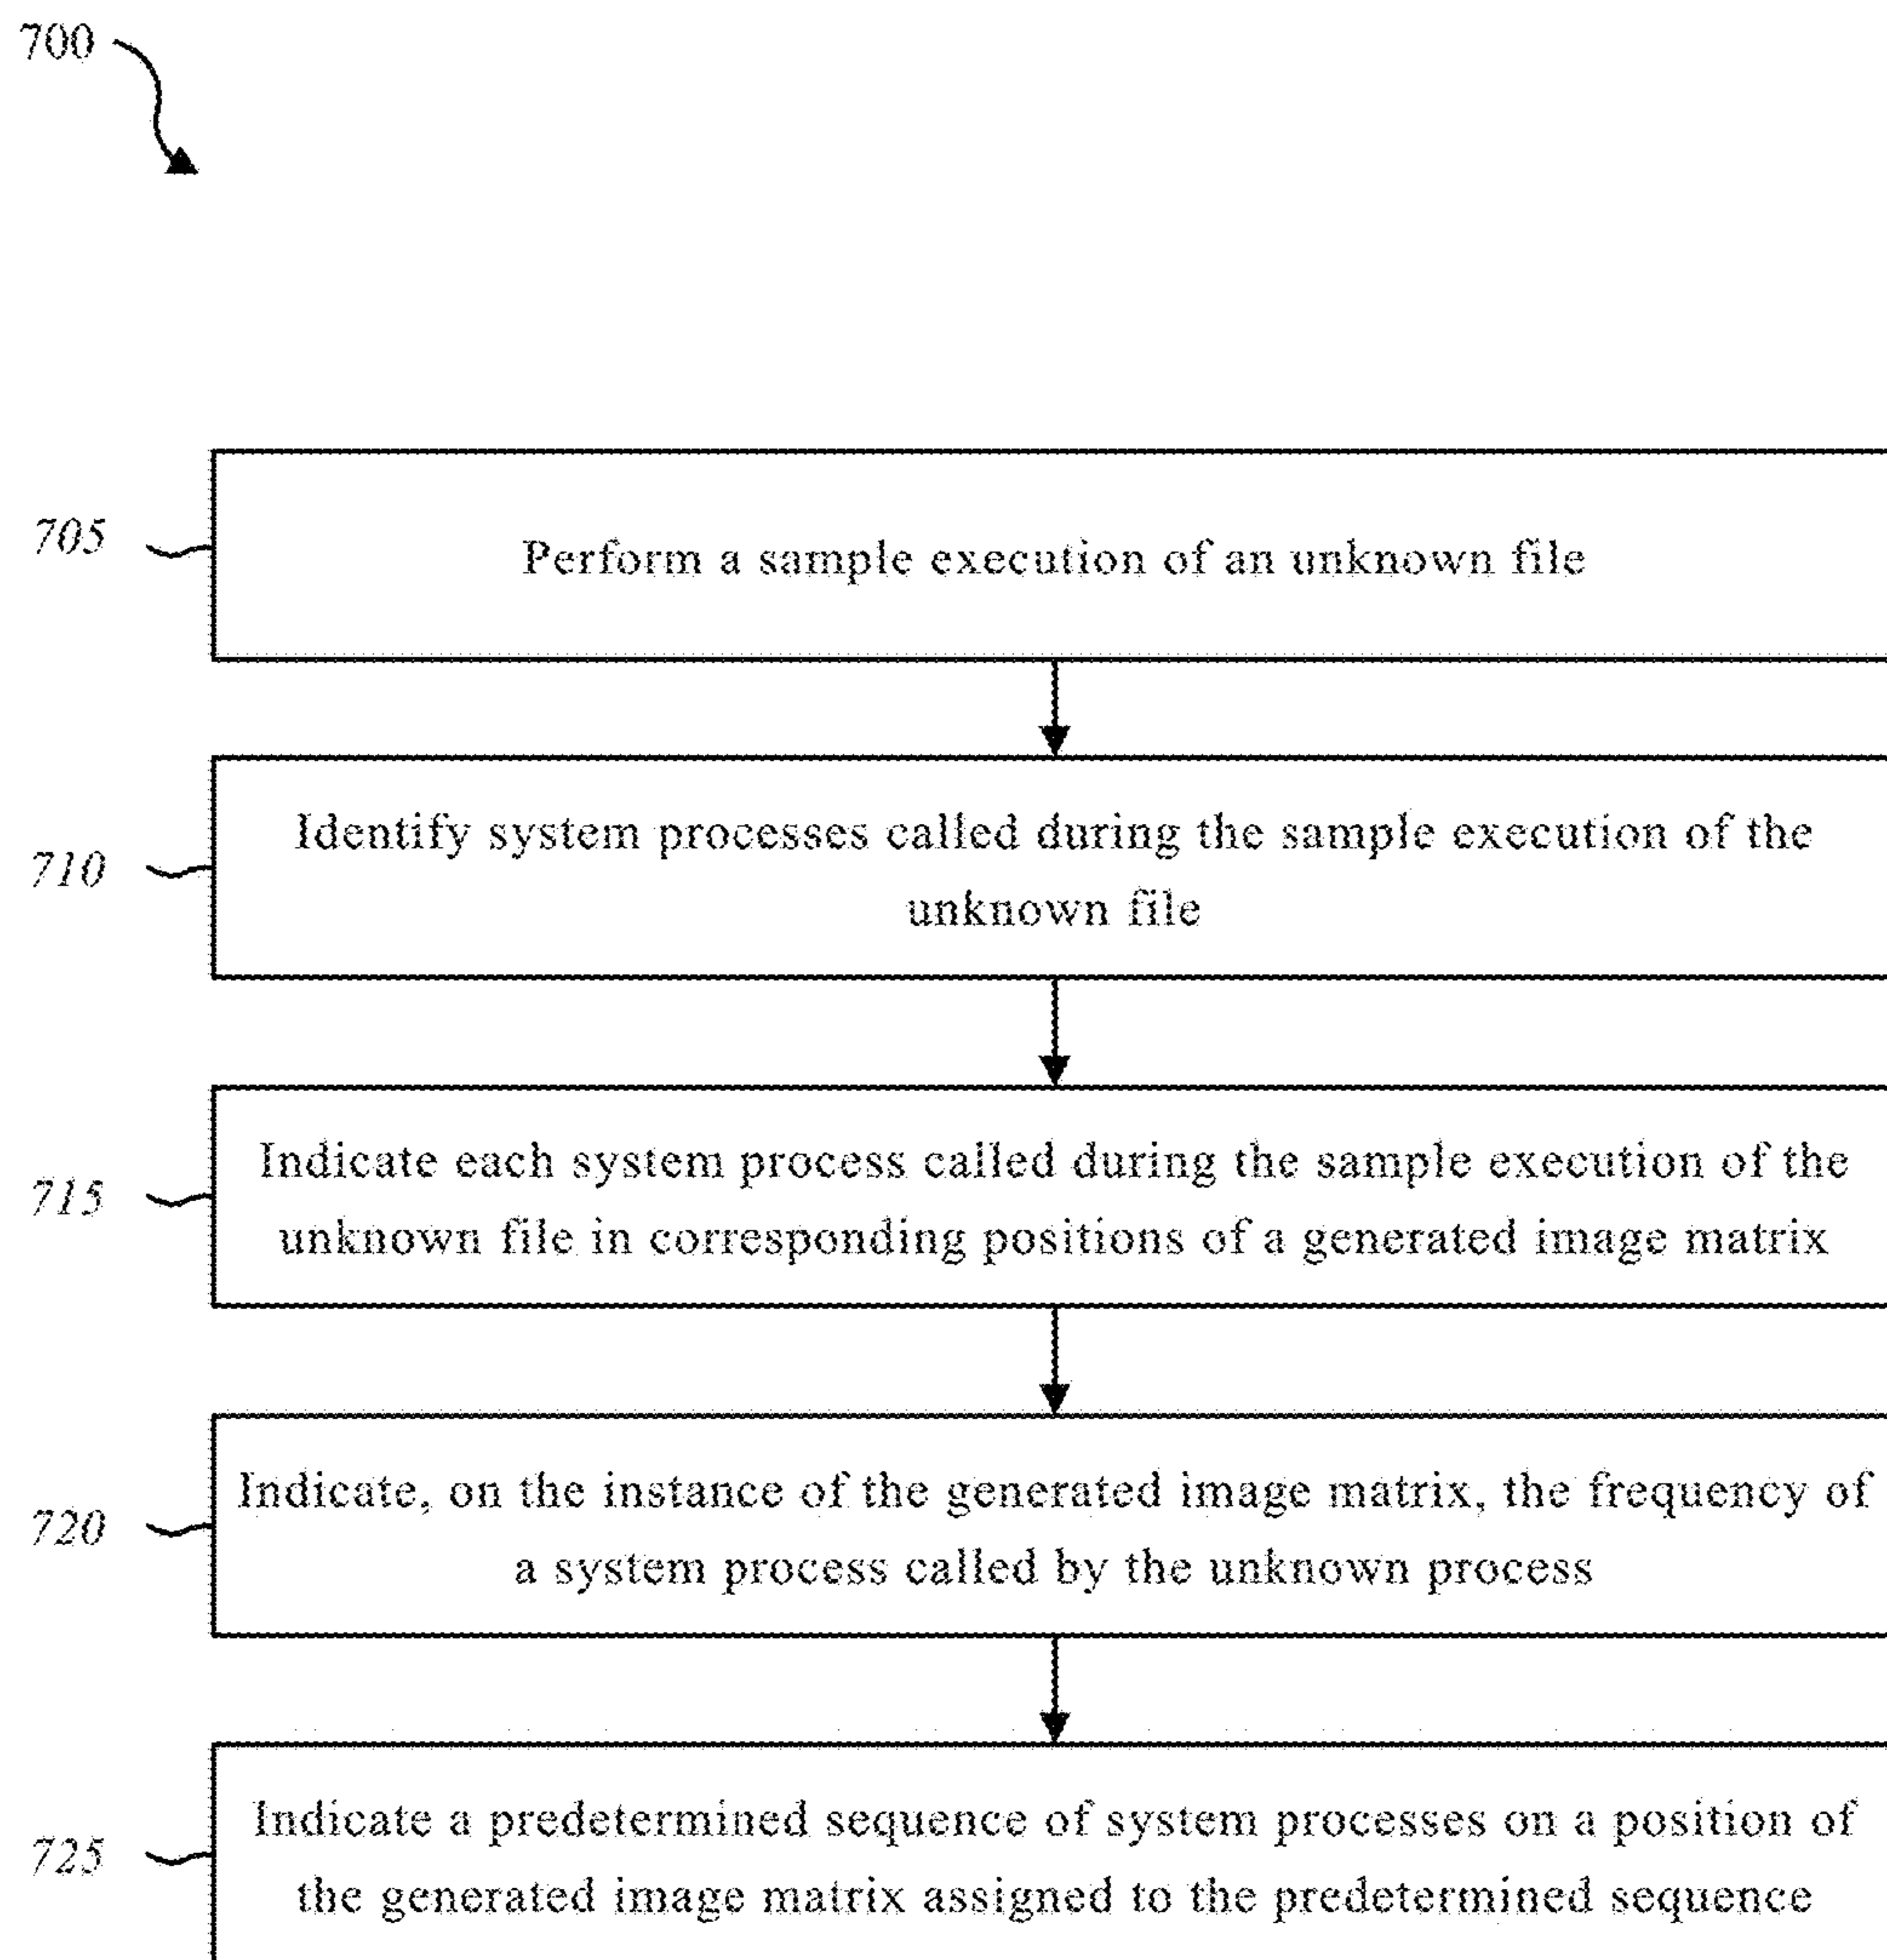 700
705
Perform a sample execution of an unknown file
710
Identify system processes called during the sample execution of the
unknown file
715
Indicate each system process called during the sample execution of the
unknown file in corresponding positions of a generated image matrix
720
Indicate, on the instance of the generated image matrix, the frequency of
a system process called by the unknown process
725
Indicate a predetermined sequence of system processes on a position of
the generated image matrix assigned to the predetermined sequence